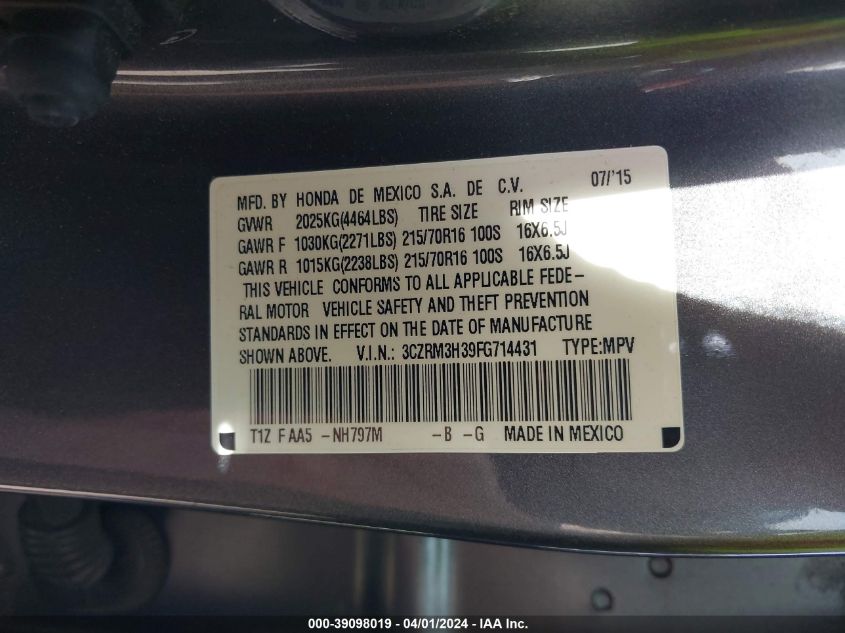 MFD. BY HONDA DE MEXICO S.A. DE C.V. 07/'15
GVWR 2025KG(4464LBS) TIRE SIZE RIM SIZE
GAWR F 1030KG(2271LBS) 215/70R16 100S 16X6.5J
GAWR R 1015KG(2238LBS) 215/70R16 100S 16X6.5J
THIS VEHICLE CONFORMS TO ALL APPLICABLE FEDE-
RAL MOTOR VEHICLE SAFETY AND THEFT PREVENTION
STANDARDS IN EFFECT ON THE DATE OF MANUFACTURE
SHOWN ABOVE. V.I.N.: 3CZRM3H39FG714431 TYPE:MPV
T1Z F AA5 -NH797M -B -G MADE IN MEXICO
000-39098019 - 04/01/2024 - IAA Inc.